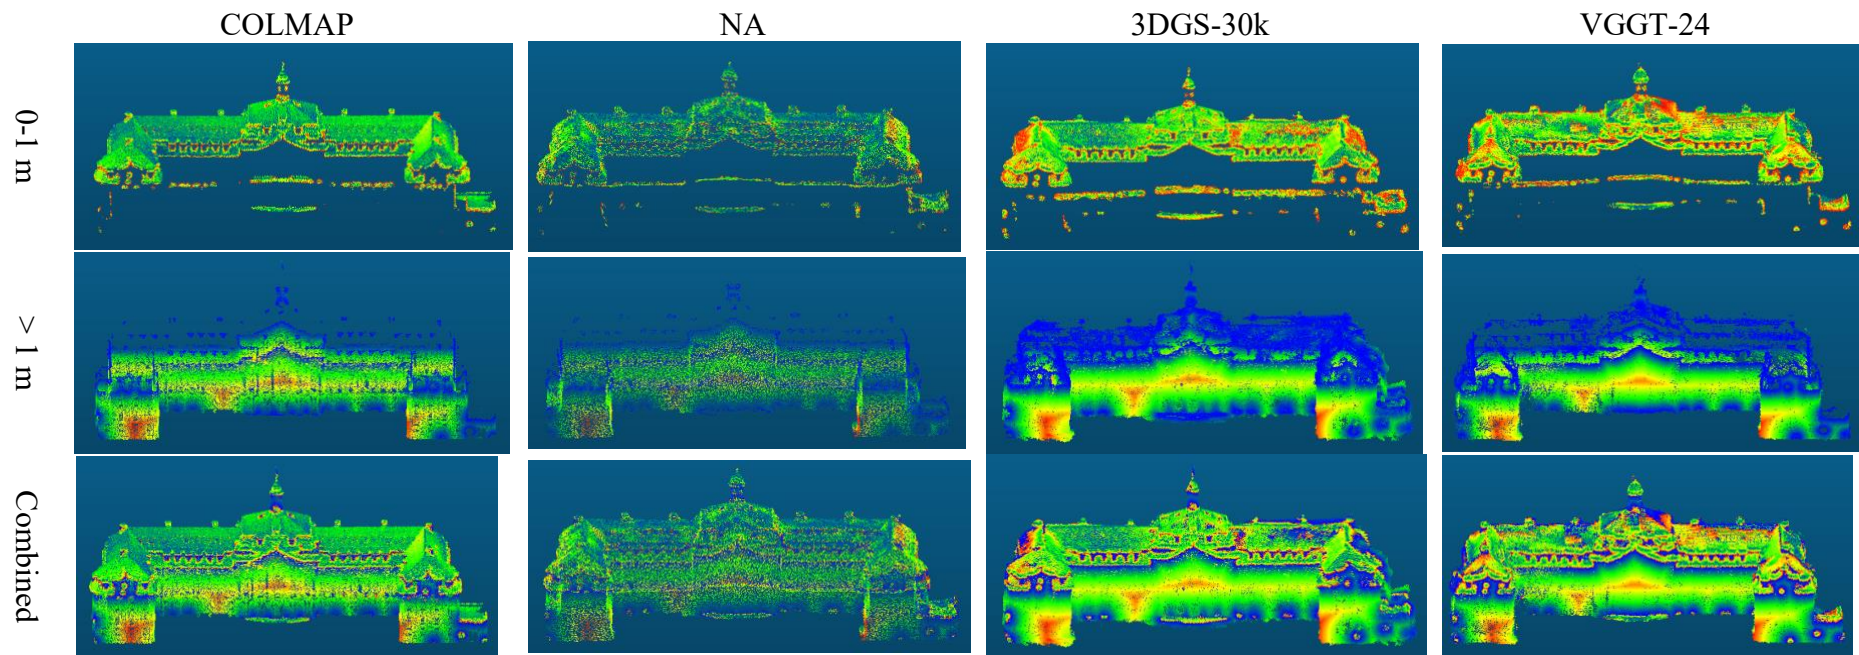 COLMAP
NA
3DGS-30k
VGGT-24
0-1 m
> 1 m
Combined